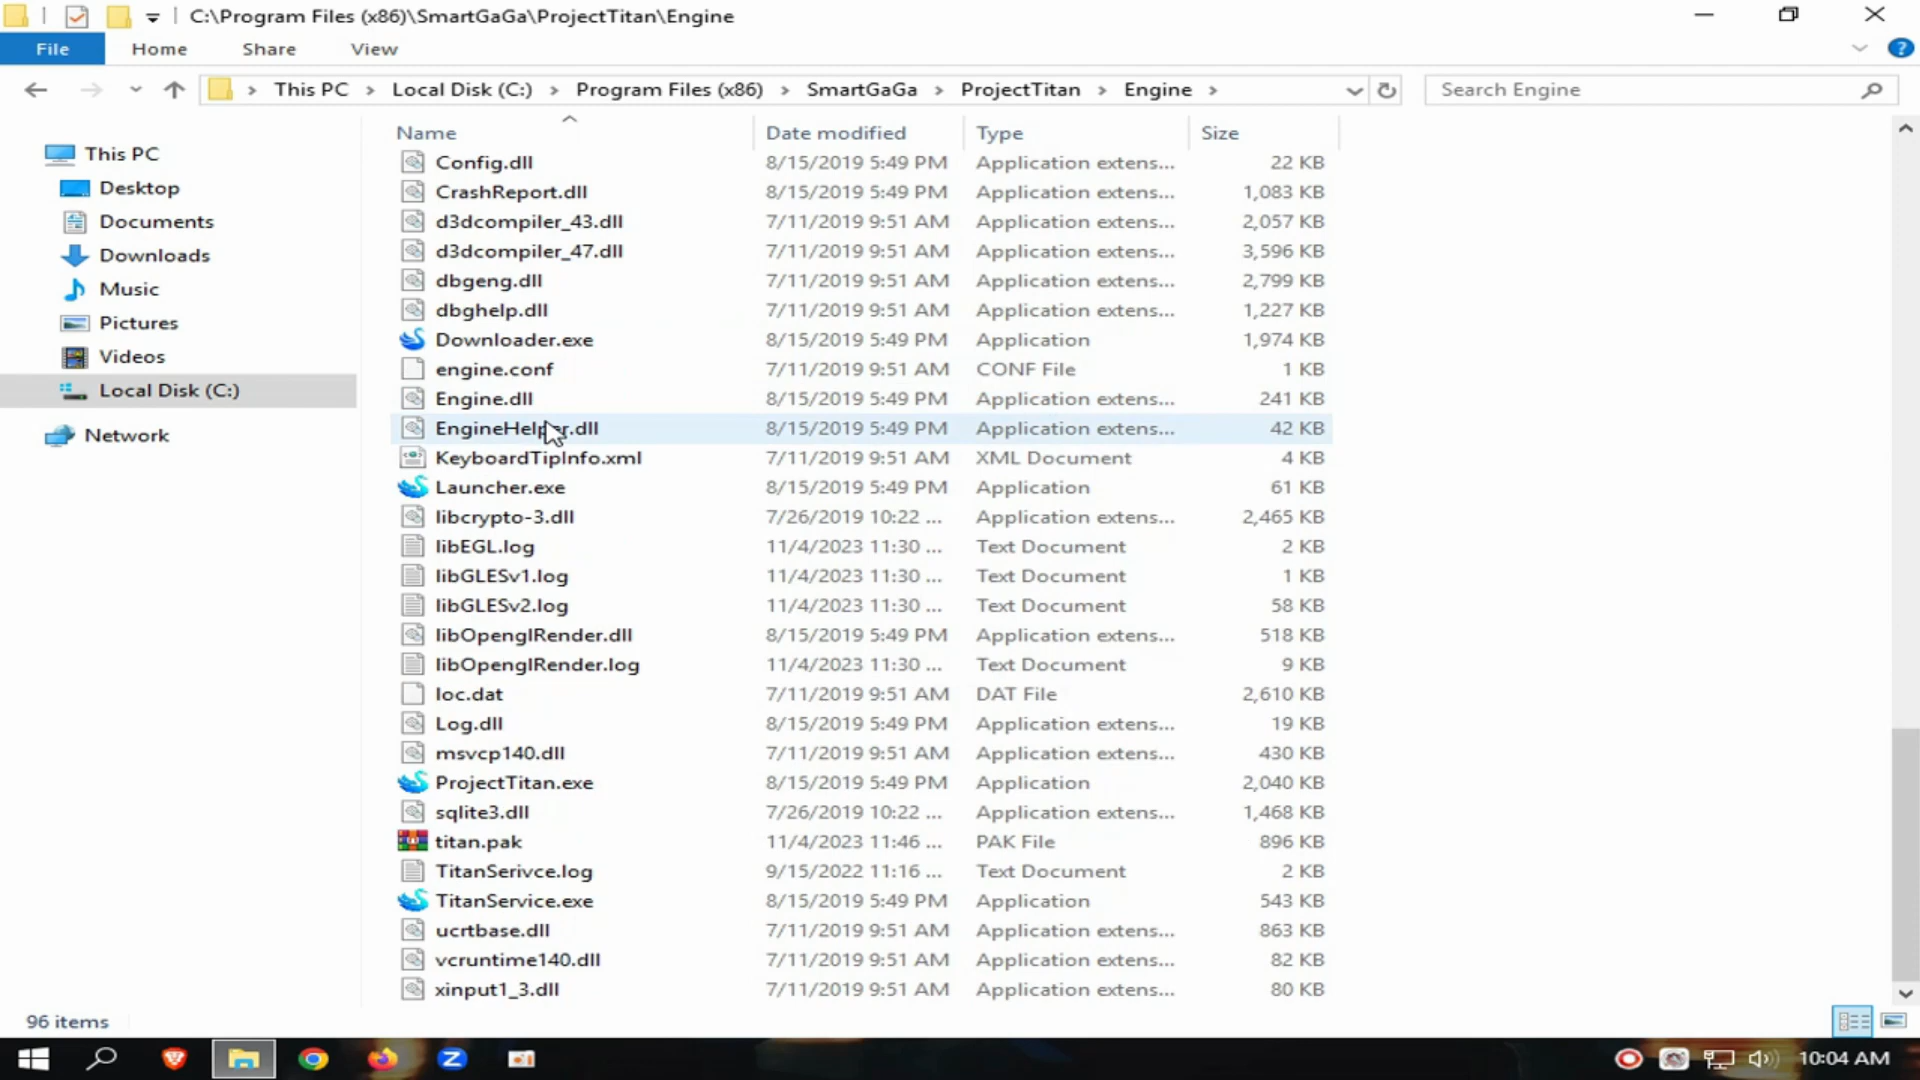 C:\Program Files (x86)\SmartGaGa\ProjectTitan\Engine
File Home Share View
This PC Local Disk (C:) Program Files (x86) SmartGaGa ProjectTitan Engine Search Engine
Name Date modified Type Size
This PC
Desktop
Documents
Downloads
Music
Pictures
Videos
Local Disk (C:)
Network
Config.dll 8/15/2019 5:49 PM Application extens... 22 KB
CrashReport.dll 8/15/2019 5:49 PM Application extens... 1,083 KB
d3dcompiler_43.dll 7/11/2019 9:51 AM Application extens... 2,057 KB
d3dcompiler_47.dll 7/11/2019 9:51 AM Application extens... 3,596 KB
dbgeng.dll 7/11/2019 9:51 AM Application extens... 2,799 KB
dbghelp.dll 7/11/2019 9:51 AM Application extens... 1,227 KB
Downloader.exe 8/15/2019 5:49 PM Application 1,974 KB
engine.conf 7/11/2019 9:51 AM CONF File 1 KB
Engine.dll 8/15/2019 5:49 PM Application extens... 241 KB
EngineHelper.dll 8/15/2019 5:49 PM Application extens... 42 KB
KeyboardTipInfo.xml 7/11/2019 9:51 AM XML Document 4 KB
Launcher.exe 8/15/2019 5:49 PM Application 61 KB
libcrypto-3.dll 7/26/2019 10:22 ... Application extens... 2,465 KB
libEGL.log 11/4/2023 11:30 ... Text Document 2 KB
libGLESv1.log 11/4/2023 11:30 ... Text Document 1 KB
libGLESv2.log 11/4/2023 11:30 ... Text Document 58 KB
libOpenglRender.dll 8/15/2019 5:49 PM Application extens... 518 KB
libOpenglRender.log 11/4/2023 11:30 ... Text Document 9 KB
loc.dat 7/11/2019 9:51 AM DAT File 2,610 KB
Log.dll 8/15/2019 5:49 PM Application extens... 19 KB
msvcp140.dll 7/11/2019 9:51 AM Application extens... 430 KB
ProjectTitan.exe 8/15/2019 5:49 PM Application 2,040 KB
sqlite3.dll 7/26/2019 10:22 ... Application extens... 1,468 KB
titan.pak 11/4/2023 11:46 ... PAK File 896 KB
TitanSerivce.log 9/15/2022 11:16 ... Text Document 2 KB
TitanService.exe 8/15/2019 5:49 PM Application 543 KB
ucrtbase.dll 7/11/2019 9:51 AM Application extens... 863 KB
vcruntime140.dll 7/11/2019 9:51 AM Application extens... 82 KB
xinput1_3.dll 7/11/2019 9:51 AM Application extens... 80 KB
96 items
10:04 AM